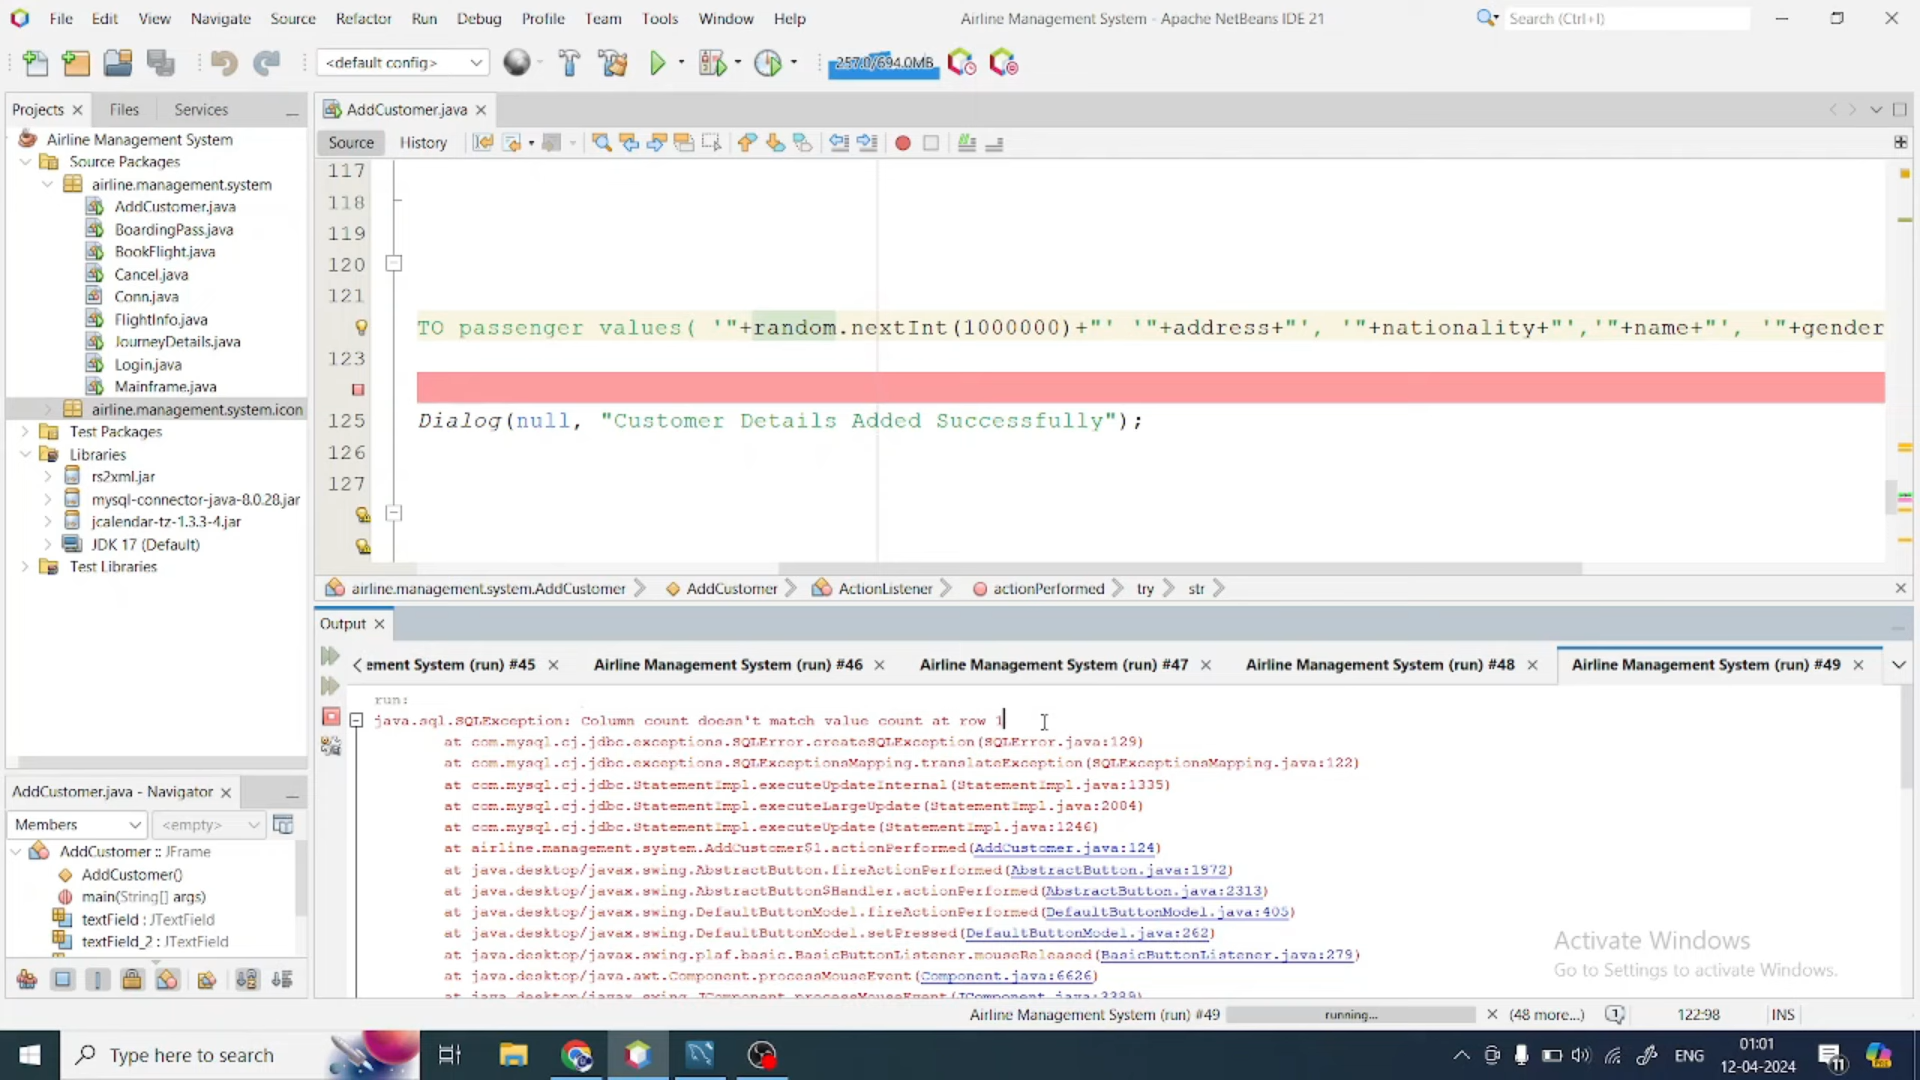 File Edit View Navigate Source Refactor Run Debug Profile Team Tools Window Help
Airline Management System - Apache NetBeans IDE 21
Search (Ctrl+I)
<default config>
257.0/694.0MB
Projects Files Services
AddCustomer.java
Source History
Airline Management System
Source Packages
airline.management.system
AddCustomer.java
BoardingPass.java
BookFlight.java
Cancel.java
Conn.java
FlightInfo.java
JourneyDetails.java
Login.java
Mainframe.java
airline.management.system.icon
Test Packages
Libraries
rs2xml.jar
mysql-connector-java-8.0.28.jar
jcalendar-tz-1.3.3-4.jar
JDK 17 (Default)
Test Libraries
117
118
119
120
121
TO passenger values( '"+random.nextInt(1000000)+"' '"+address+"', '"+nationality+"','"+name+"', '"+gender
123
125 Dialog(null, "Customer Details Added Successfully");
126
127
airline.management.system.AddCustomer AddCustomer ActionListener actionPerformed try str
Output
ement System (run) #45 Airline Management System (run) #46 Airline Management System (run) #47 Airline Management System (run) #48 Airline Management System (run) #49
run:
java.sql.SQLException: Column count doesn't match value count at row 1
at com.mysql.cj.jdbc.exceptions.SQLError.createSQLException(SQLError.java:129)
at com.mysql.cj.jdbc.exceptions.SQLExceptionsMapping.translateException(SQLExceptionsMapping.java:122)
at com.mysql.cj.jdbc.StatementImpl.executeUpdateInternal(StatementImpl.java:1335)
at com.mysql.cj.jdbc.StatementImpl.executeLargeUpdate(StatementImpl.java:2084)
at com.mysql.cj.jdbc.StatementImpl.executeUpdate(StatementImpl.java:1246)
at airline.management.system.AddCustomer$1.actionPerformed(AddCustomer.java:124)
at java.desktop/javax.swing.AbstractButton.fireActionPerformed(AbstractButton.java:1972)
at java.desktop/javax.swing.AbstractButton$Handler.actionPerformed(AbstractButton.java:2313)
at java.desktop/javax.swing.DefaultButtonModel.fireActionPerformed(DefaultButtonModel.java:405)
at java.desktop/javax.swing.DefaultButtonModel.setPressed(DefaultButtonModel.java:262)
at java.desktop/javax.swing.plaf.basic.BasicButtonListener.mouseReleased(BasicButtonListener.java:279)
at java.desktop/java.awt.Component.processMouseEvent(Component.java:6626)
at java.desktop/javax.swing.JComponent.processMouseEvent(JComponent.java:3389)
AddCustomer.java - Navigator
Members <empty>
AddCustomer :: JFrame
AddCustomer()
main(String[] args)
textField : JTextField
textField_2 : JTextField
Activate Windows
Go to Settings to activate Windows.
Airline Management System (run) #49 running... (48 more...) 1 122:98 INS
Type here to search
ENG
01:01
12-04-2024
11